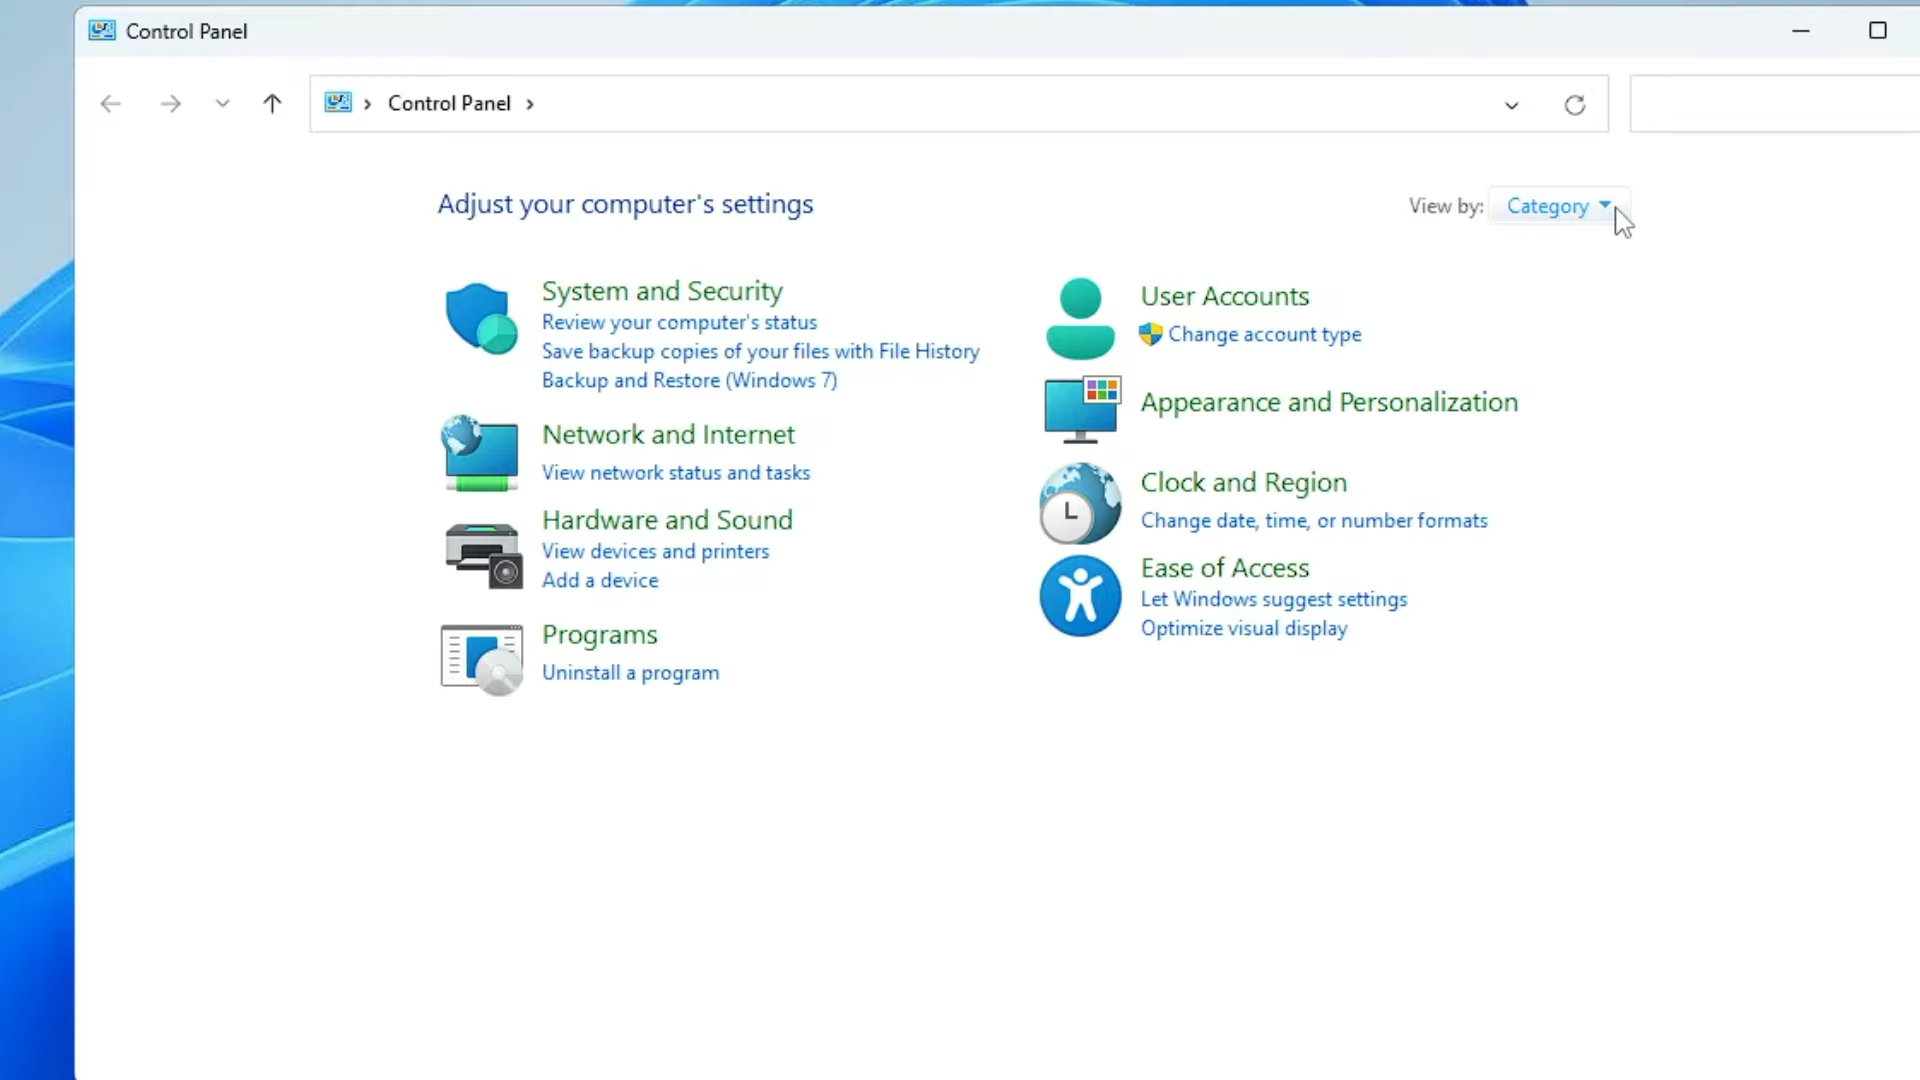 Control Panel
Control Panel
Adjust your computer's settings
View by: Category
System and Security
Review your computer's status
Save backup copies of your files with File History
Backup and Restore (Windows 7)
Network and Internet
View network status and tasks
Hardware and Sound
View devices and printers
Add a device
Programs
Uninstall a program
User Accounts
Change account type
Appearance and Personalization
Clock and Region
Change date, time, or number formats
Ease of Access
Let Windows suggest settings
Optimize visual display